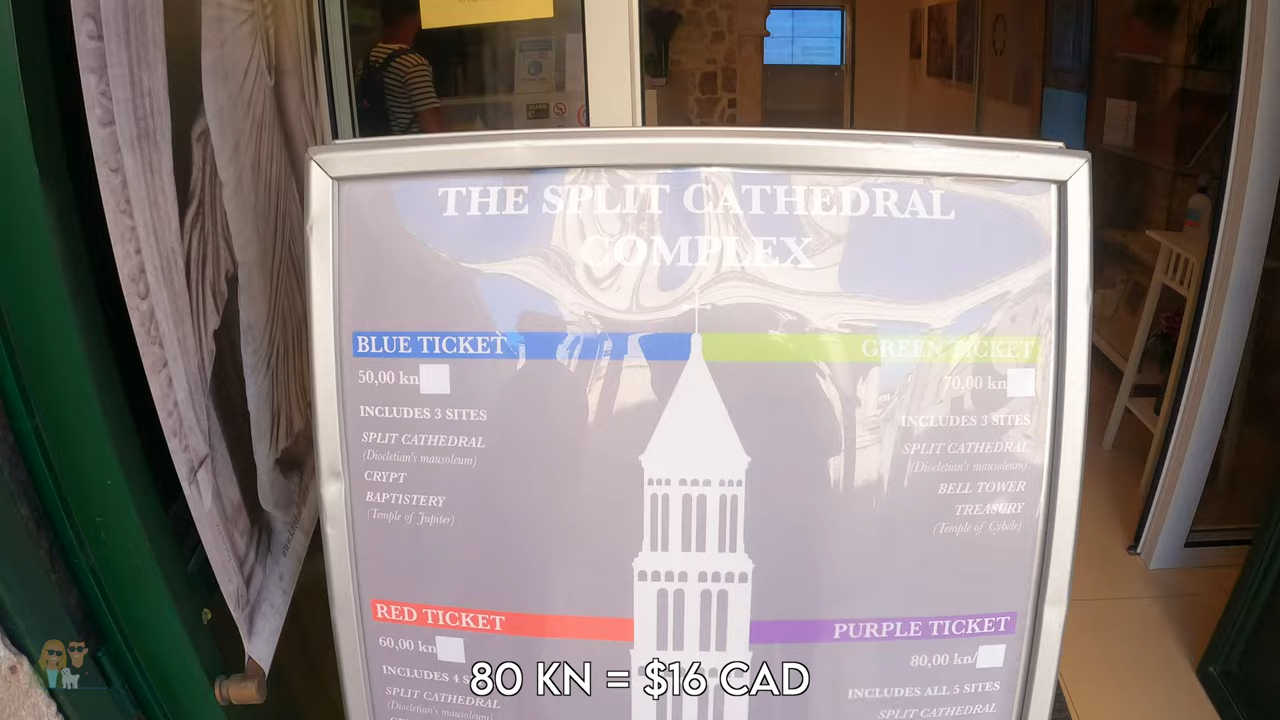 THE SPLIT CATHEDRAL
COMPLEX
BLUE TICKET
50,00 kn
INCLUDES 3 SITES
SPLIT CATHEDRAL
(Diocletian's mausoleum)
CRYPT
BAPTISTERY
(Temple of Jupiter)
GREEN TICKET
70,00 kn
INCLUDES 3 SITES
SPLIT CATHEDRAL
(Diocletian's mausoleum)
BELL TOWER
TREASURY
(Temple of Cybele)
RED TICKET
60,00 kn
INCLUDES 4
SPLIT CATHEDRAL
(Diocletian's mausoleum)
PURPLE TICKET
80,00 kn/
INCLUDES ALL 5 SITES
SPLIT CATHEDRAL
80 KN = $16 CAD